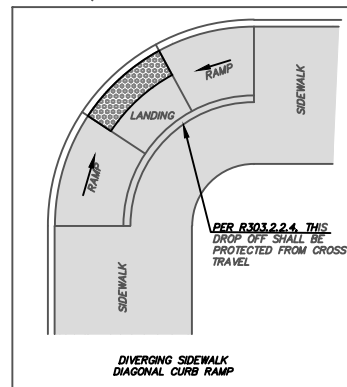 RAMP
SIDEWALK
LANDING
RAMP
PER R303.2.2.4, THIS
DROP OFF SHALL BE
PROTECTED FROM CROSS
TRAVEL
SIDEWALK
DIVERGING SIDEWALK
DIAGONAL CURB RAMP